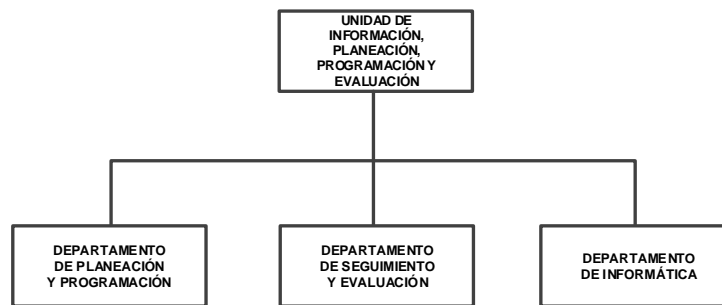 UNIDAD DE
INFORMACIÓN,
PLANEACIÓN,
PROGRAMACIÓN Y
EVALUACIÓN
DEPARTAMENTO
DE PLANEACIÓN
Y PROGRAMACIÓN
DEPARTAMENTO
DE SEGUIMIENTO
Y EVALUACIÓN
DEPARTAMENTO
DE INFORMÁTICA